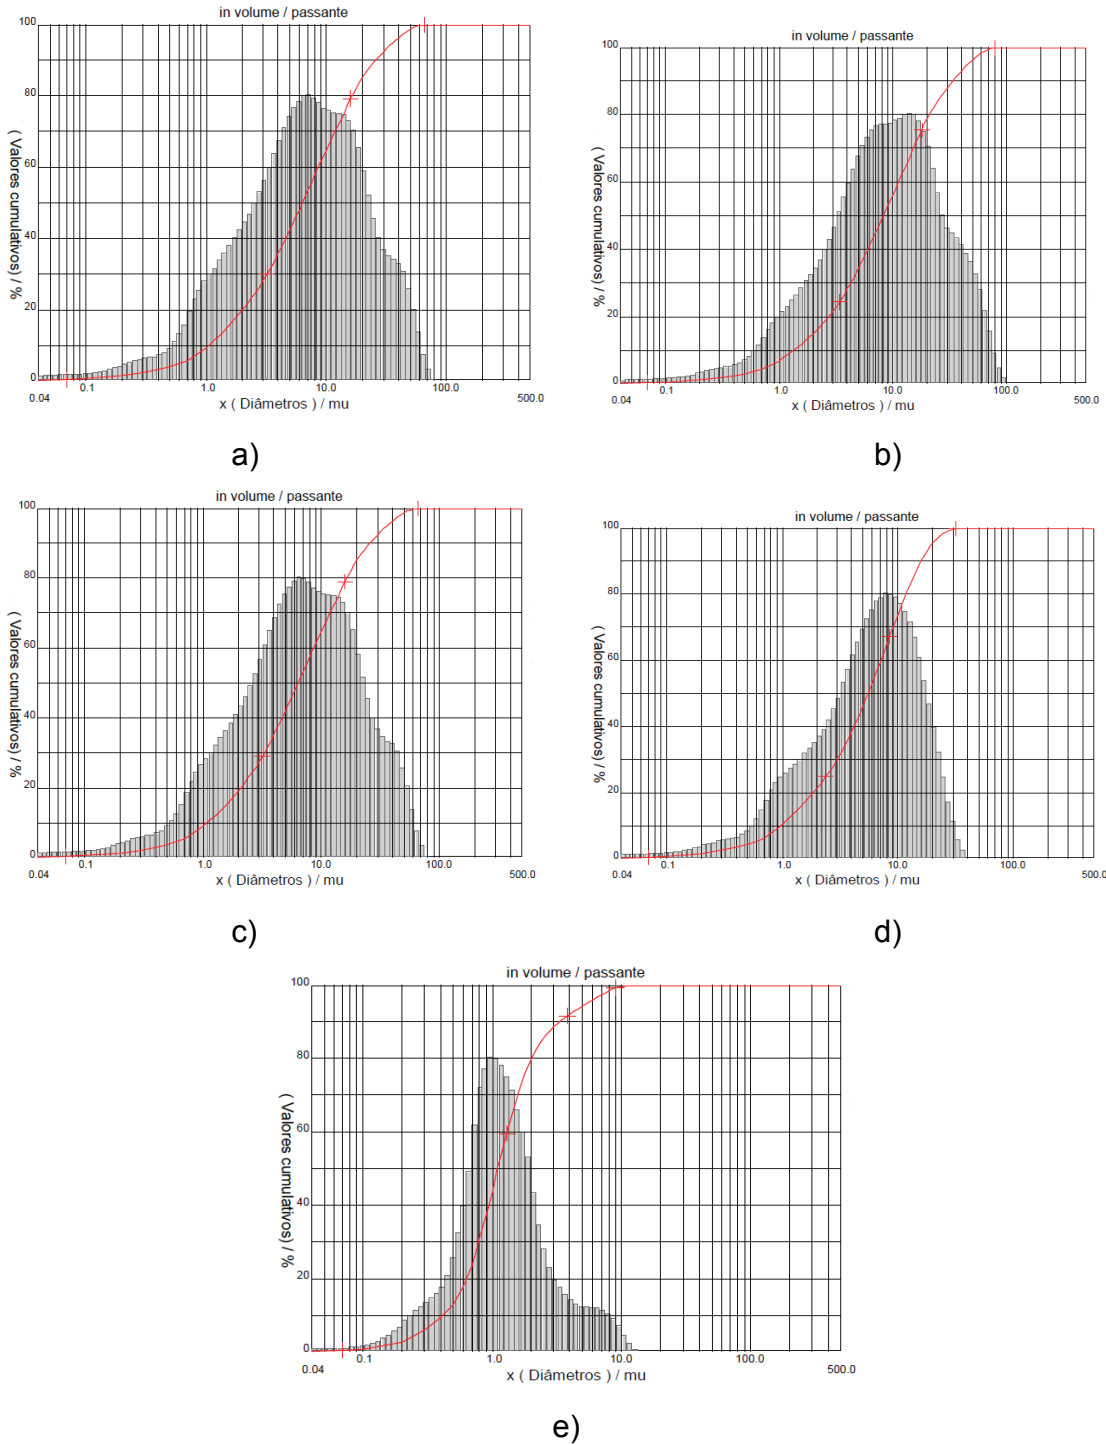 in volume / passante
100
80
60
40
20
0
( Valores cumulativos) / %
0.1 1.0 10.0 100.0
0.04 500.0
x ( Diâmetros ) / mu
a)
in volume / passante
100
80
60
40
20
0
( Valores cumulativos) / %
0.1 1.0 10.0 100.0
0.04 500.0
x ( Diâmetros ) / mu
b)
in volume / passante
100
80
60
40
20
0
( Valores cumulativos) / %
0.1 1.0 10.0 100.0
0.04 500.0
x ( Diâmetros ) / mu
c)
in volume / passante
100
80
60
40
20
0
( Valores cumulativos) / %
0.1 1.0 10.0 100.0
0.04 500.0
x ( Diâmetros ) / mu
d)
in volume / passante
100
80
60
40
20
0
( Valores cumulativos) / %
0.1 1.0 10.0 100.0
0.04 500.0
x ( Diâmetros ) / mu
e)